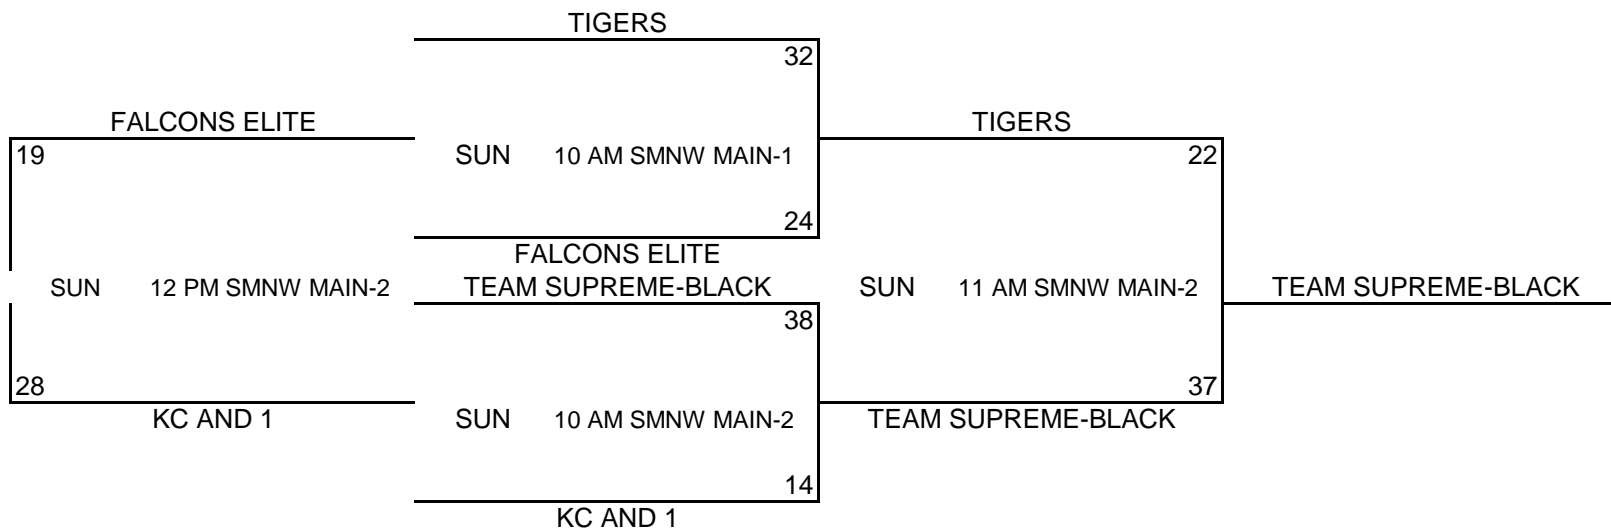 TIGERS
32
FALCONS ELITE
TIGERS
19
SUN 10 AM SMNW MAIN-1
22
24
FALCONS ELITE
SUN 12 PM SMNW MAIN-2
TEAM SUPREME-BLACK
SUN 11 AM SMNW MAIN-2
TEAM SUPREME-BLACK
38
28
37
KC AND 1
SUN 10 AM SMNW MAIN-2
TEAM SUPREME-BLACK
14
KC AND 1